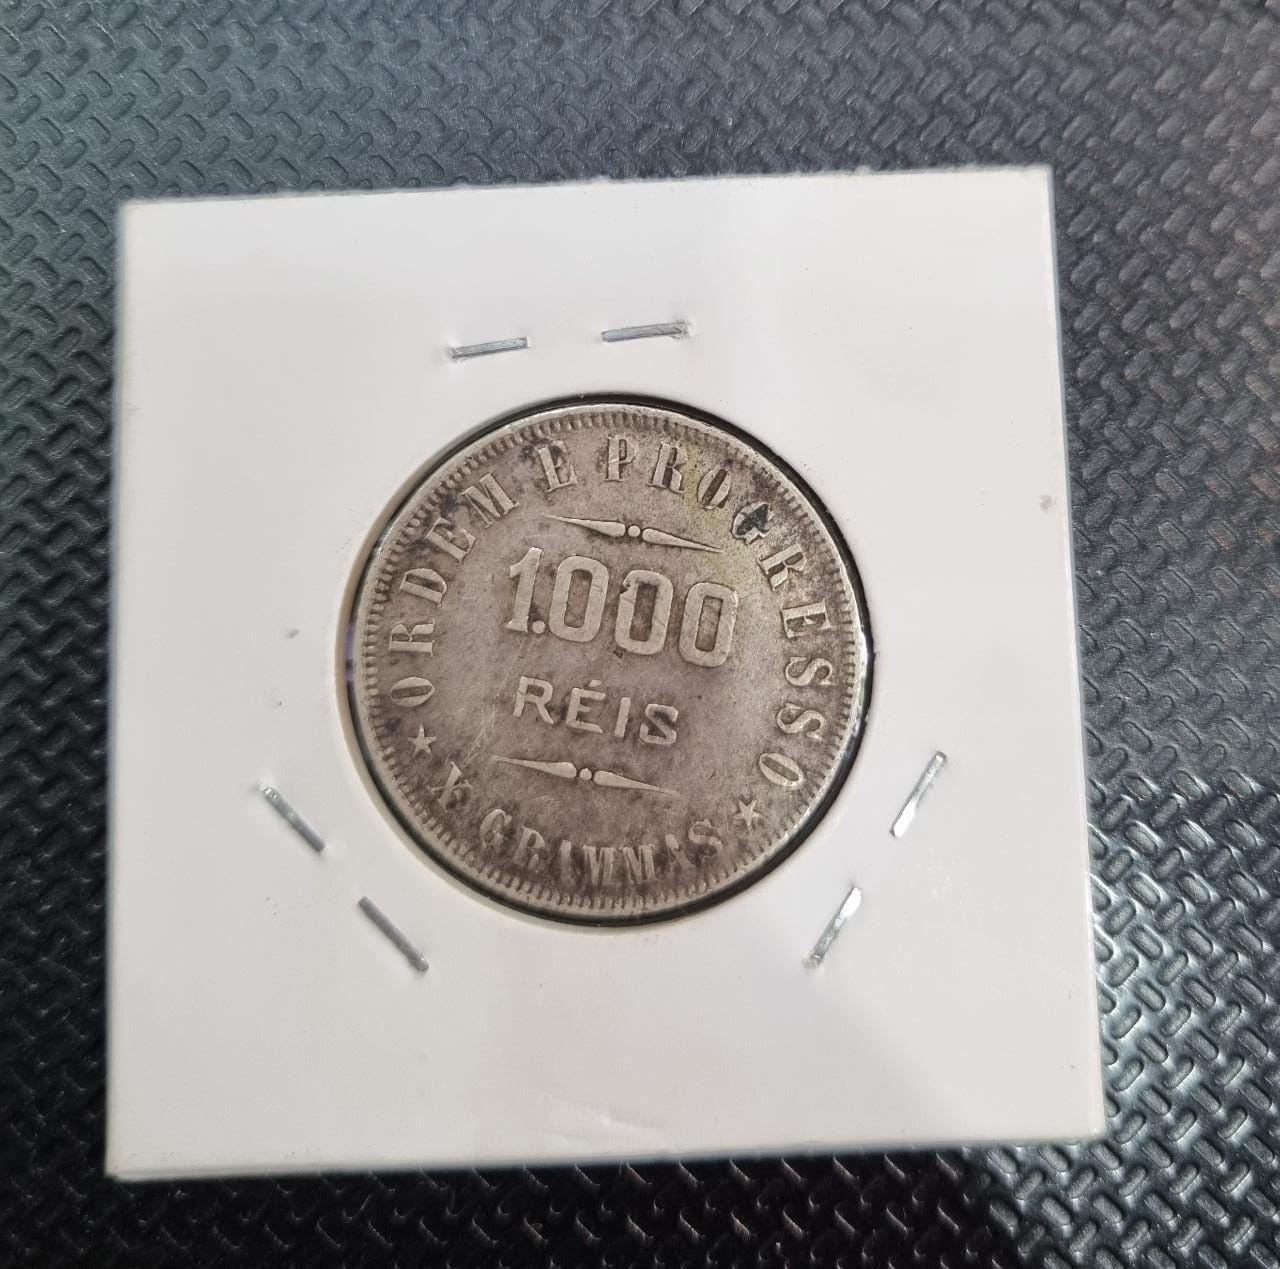 ORDEM E PROGRESSO
1.000
RÉIS
★ X GRAMMAS ★